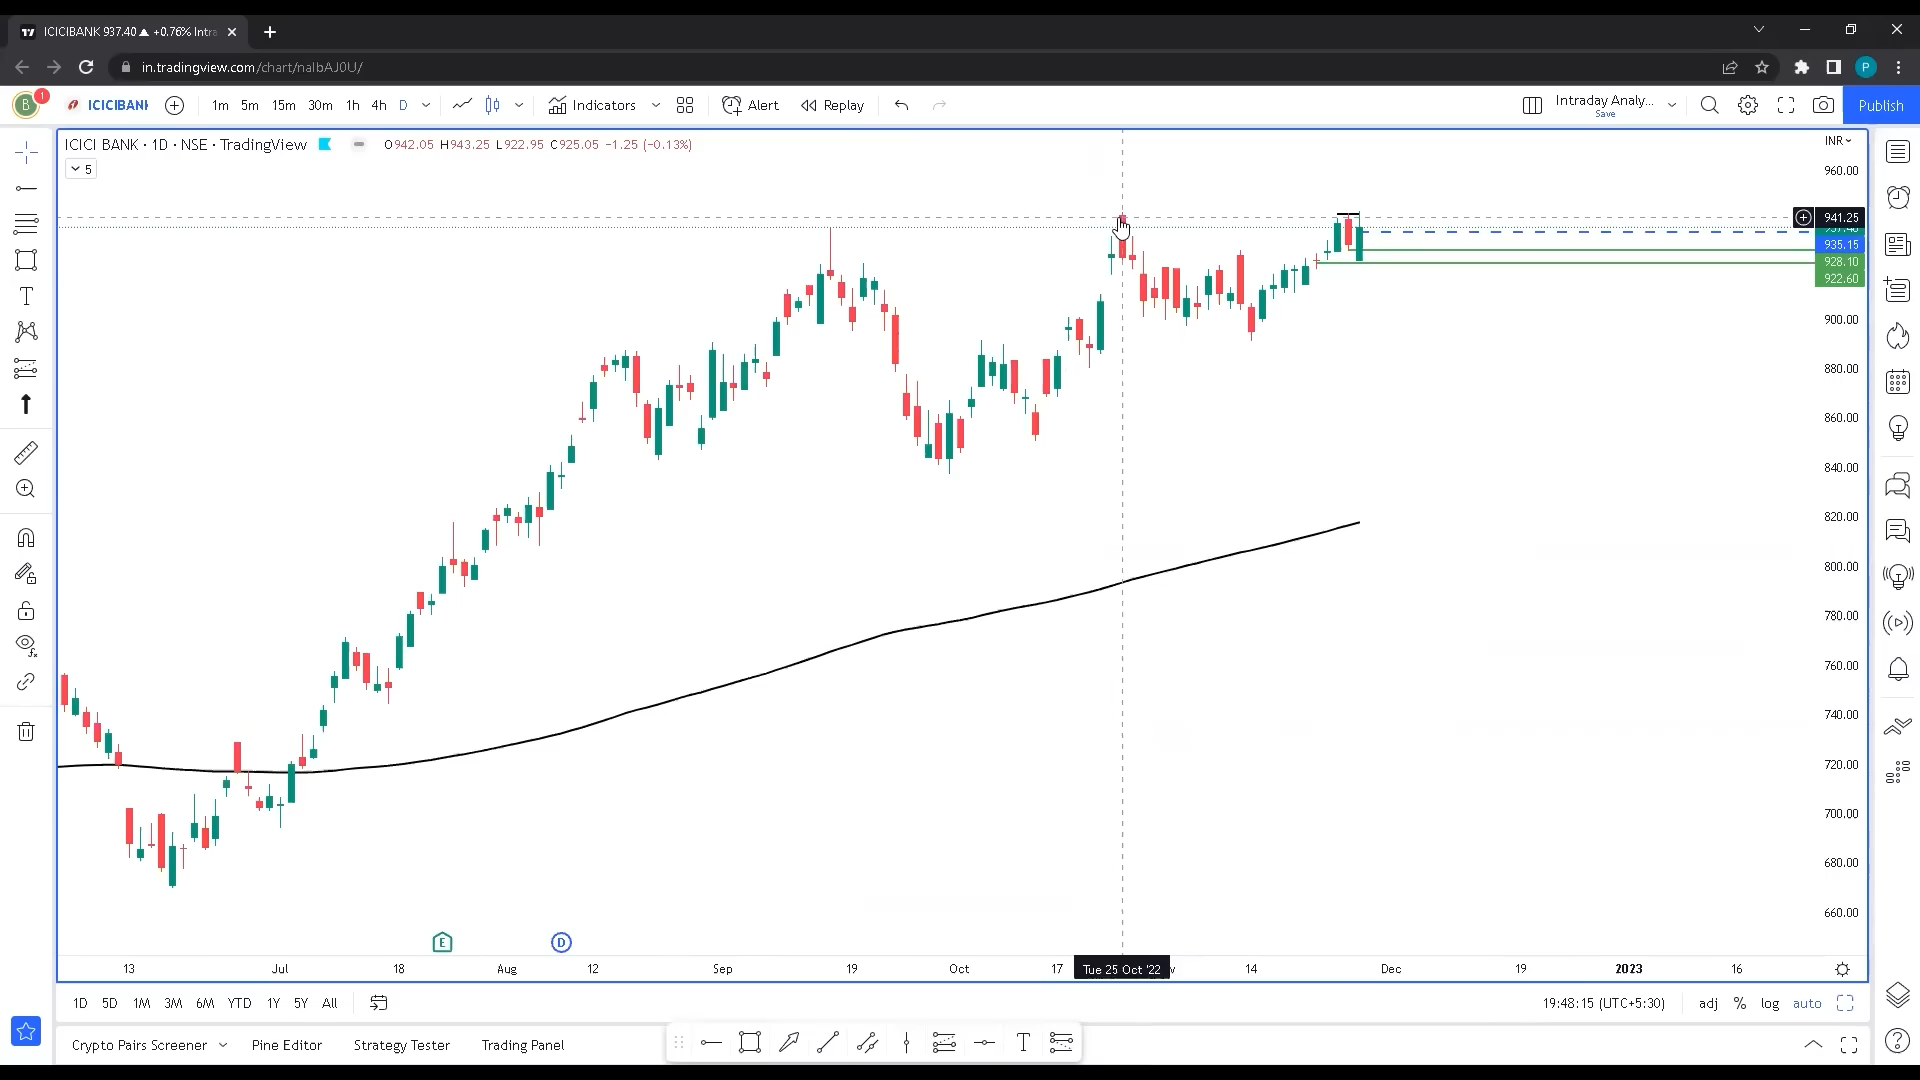 ICICIBANK 937.40 ▲ +0.76% Intra
in.tradingview.com/chart/nalbAJ0U/
P
B 1 ICICIBANK 1m 5m 15m 30m 1h 4h D Indicators Alert Replay Intraday Analy... Save Publish
ICICI BANK · 1D · NSE · TradingView O942.05 H943.25 L922.95 C925.05 −1.25 (−0.13%)
INR
5
960.00
941.25
935.15
928.10
922.60
900.00
880.00
860.00
840.00
820.00
800.00
780.00
760.00
740.00
720.00
700.00
680.00
660.00
E D
13 Jul 18 Aug 12 Sep 19 Oct 17 Tue 25 Oct '22 14 Dec 19 2023 16
1D 5D 1M 3M 6M YTD 1Y 5Y All 19:48:15 (UTC+5:30) adj % log auto
Crypto Pairs Screener Pine Editor Strategy Tester Trading Panel